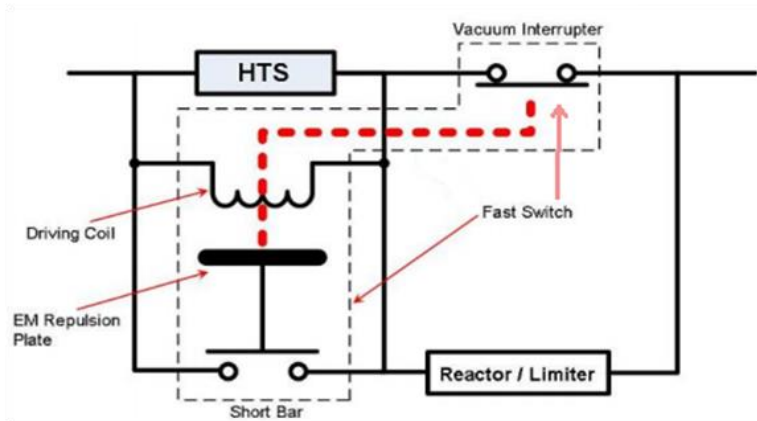 Vacuum Interrupter
HTS
Driving Coil
Fast Switch
EM Repulsion
Plate
Reactor / Limiter
Short Bar